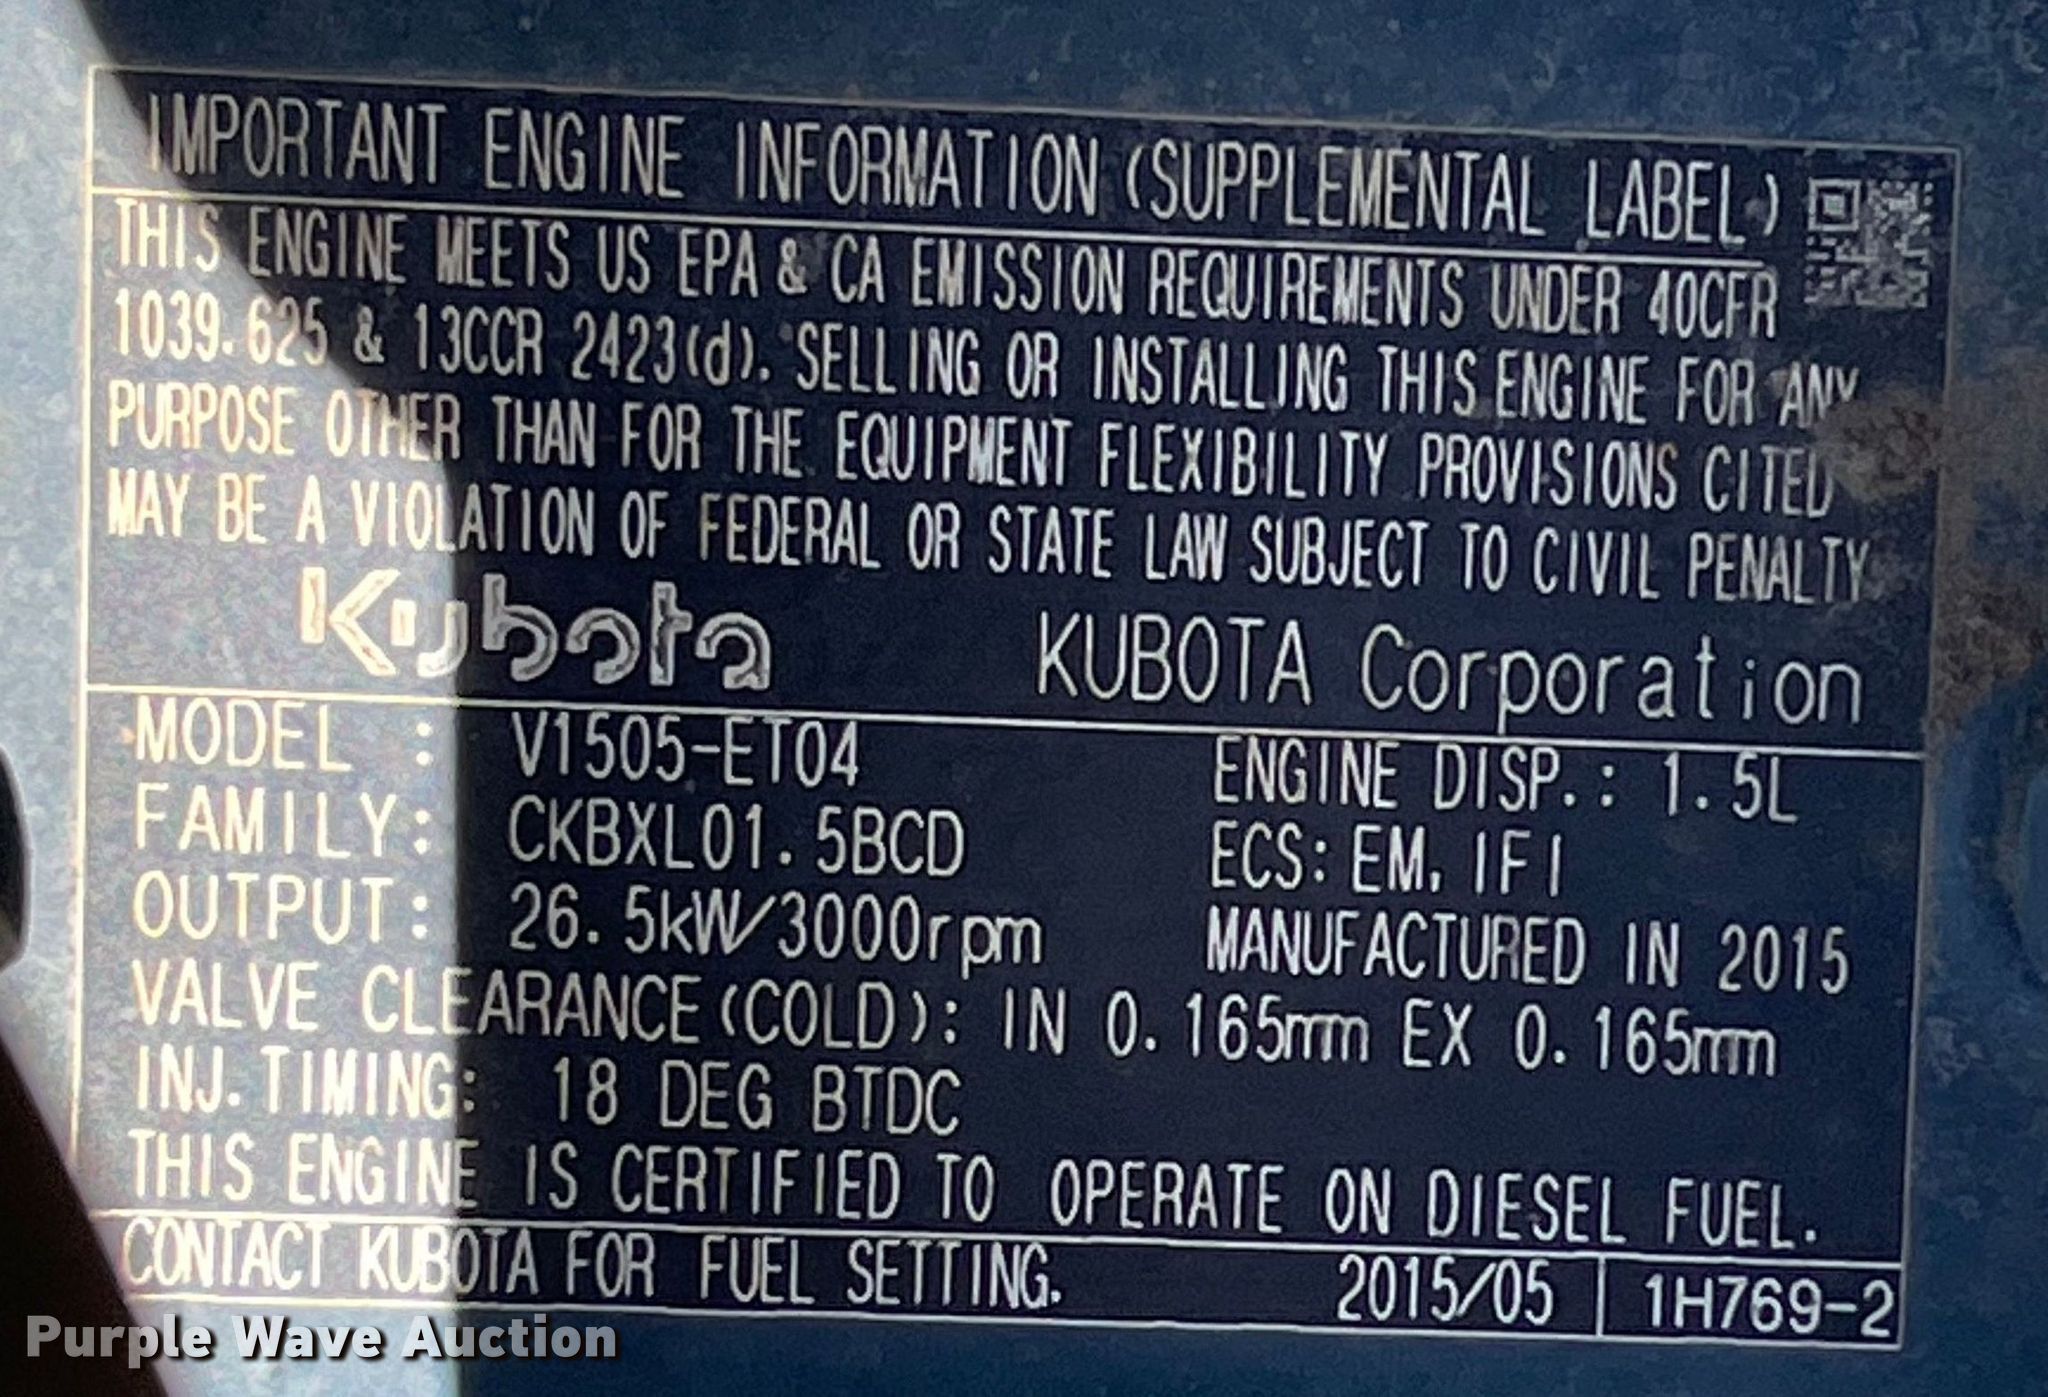 IMPORTANT ENGINE INFORMATION (SUPPLEMENTAL LABEL)
THIS ENGINE MEETS US EPA & CA EMISSION REQUIREMENTS UNDER 40CFR
1039.625 & 13CCR 2423(d). SELLING OR INSTALLING THIS ENGINE FOR ANY
PURPOSE OTHER THAN FOR THE EQUIPMENT FLEXIBILITY PROVISIONS CITED
MAY BE A VIOLATION OF FEDERAL OR STATE LAW SUBJECT TO CIVIL PENALTY
Kubota KUBOTA Corporation
MODEL : V1505-ET04 ENGINE DISP.: 1.5L
FAMILY: CKBXL01.5BCD ECS: EM, IFI
OUTPUT: 26.5kW/3000rpm MANUFACTURED IN 2015
VALVE CLEARANCE(COLD): IN 0.165mm EX 0.165mm
INJ.TIMING: 18 DEG BTDC
THIS ENGINE IS CERTIFIED TO OPERATE ON DIESEL FUEL.
CONTACT KUBOTA FOR FUEL SETTING. 2015/05 1H769-2
Purple Wave Auction